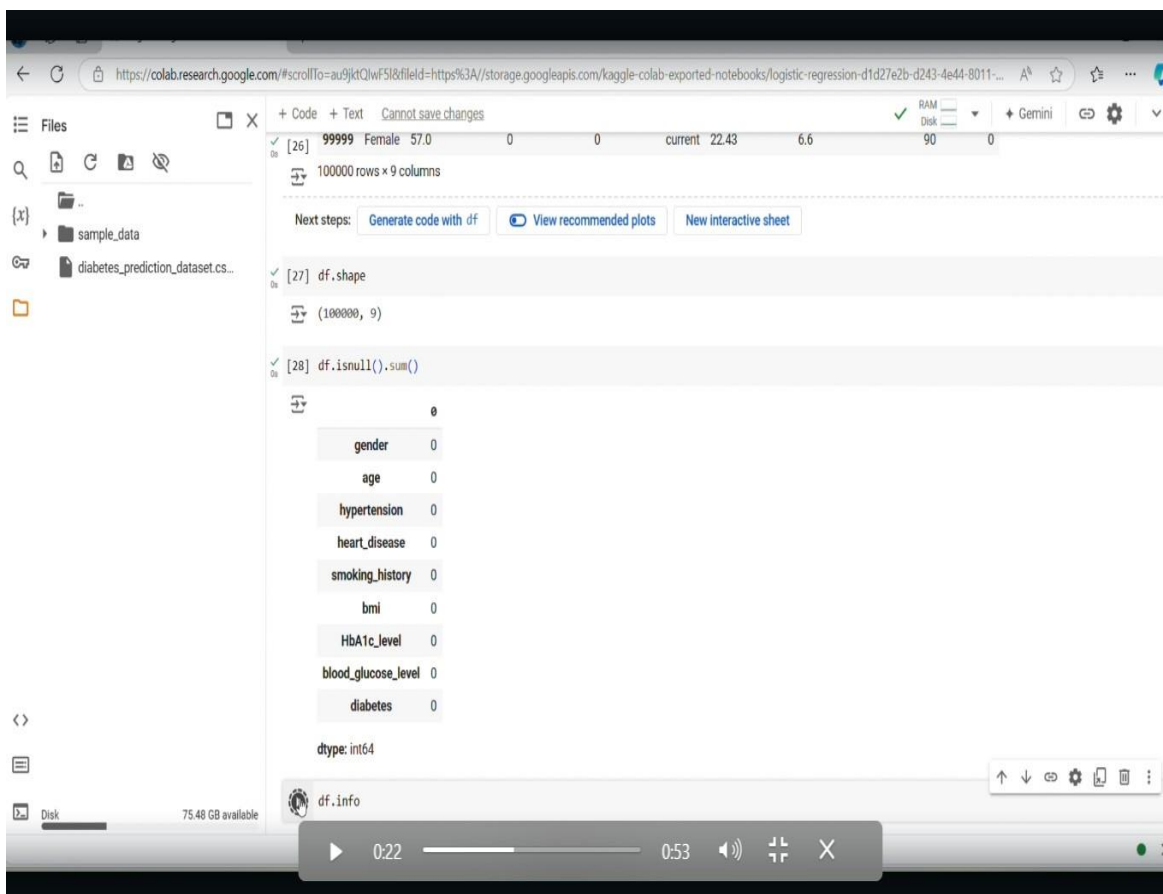 https://colab.research.google.com/#scrollTo=au9jktQlwF5l&fileId=https%3A//storage.googleapis.com/kaggle-colab-exported-notebooks/logistic-regression-d1d27e2b-d243-4e44-8011-...
Files
+ Code + Text Cannot save changes
RAM
Disk
Gemini
[26] 99999 Female 57.0 0 0 current 22.43 6.6 90 0
0s
100000 rows × 9 columns
..
{x}
sample_data
diabetes_prediction_dataset.cs...
Next steps: Generate code with df View recommended plots New interactive sheet
[27] df.shape
0s
(100000, 9)
[28] df.isnull().sum()
0s
0
gender 0
age 0
hypertension 0
heart_disease 0
smoking_history 0
bmi 0
HbA1c_level 0
blood_glucose_level 0
diabetes 0
dtype: int64
df.info
Disk 75.48 GB available
0:22 0:53